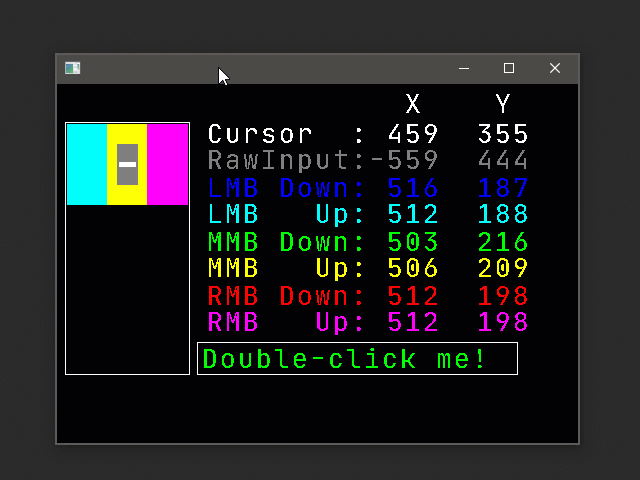 X Y
Cursor : 459 355
RawInput:-559 444
LMB Down: 516 187
LMB Up: 512 188
MMB Down: 503 216
MMB Up: 506 209
RMB Down: 512 198
RMB Up: 512 198
Double-click me!